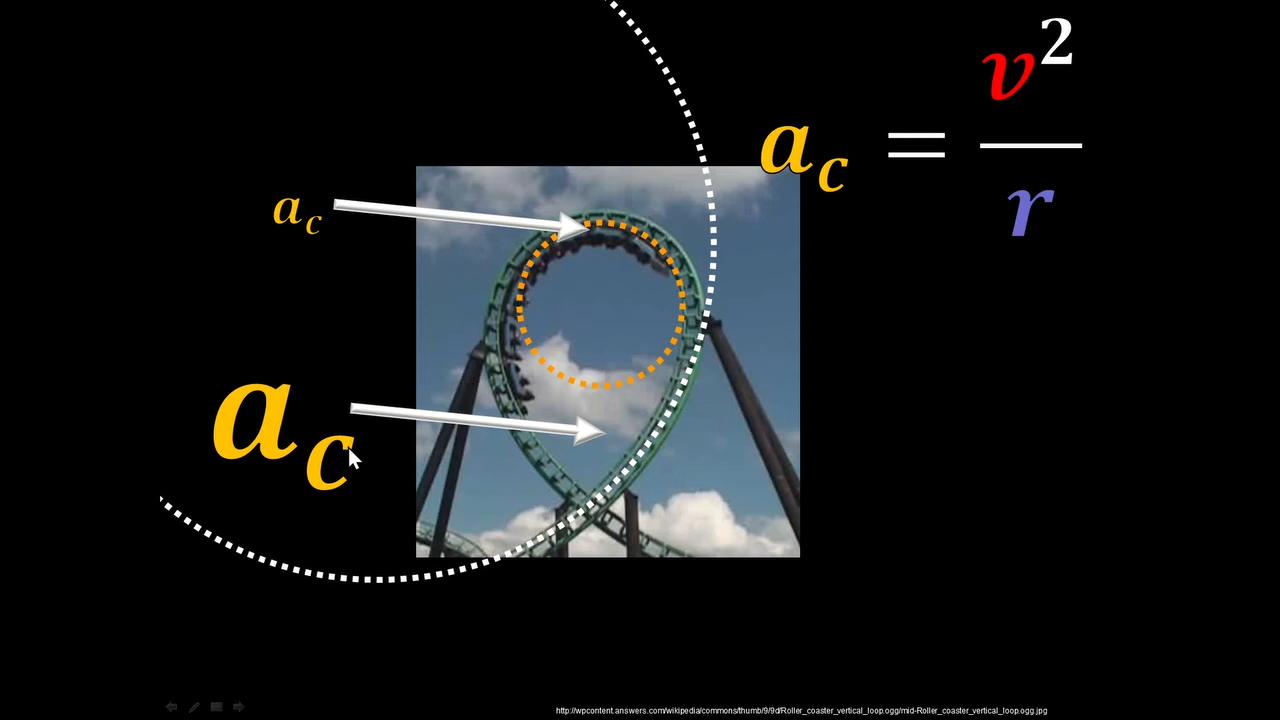 a_c = v²/r
a_c
a_c
http://wpcontent.answers.com/wikipedia/commons/thumb/9/9d/Roller_coaster_vertical_loop.ogg/mid-Roller_coaster_vertical_loop.ogg.jpg